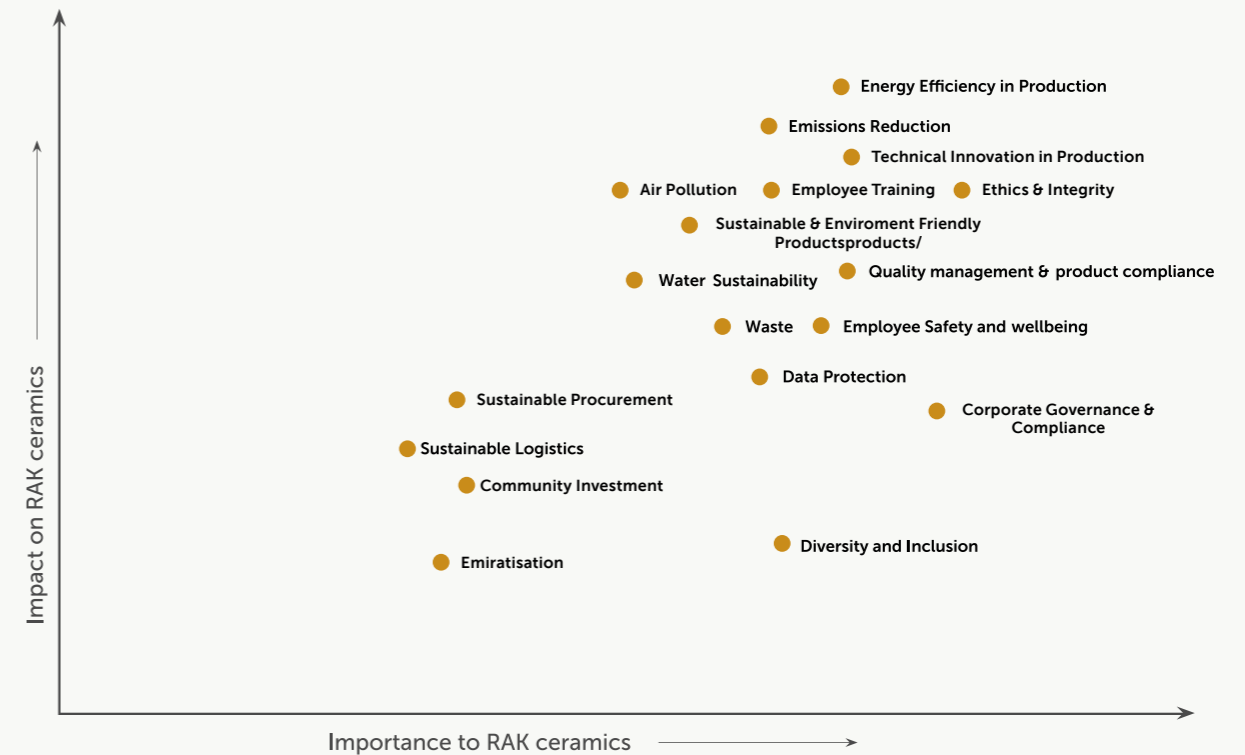 Energy Efficiency in Production
Emissions Reduction
Technical Innovation in Production
Air Pollution
Employee Training
Ethics & Integrity
Sustainable & Enviroment Friendly
Productsproducts/
Quality management & product compliance
Water Sustainability
Waste
Employee Safety and wellbeing
Data Protection
Sustainable Procurement
Corporate Governance &
Compliance
Sustainable Logistics
Community Investment
Diversity and Inclusion
Emiratisation
Impact on RAK ceramics
Importance to RAK ceramics